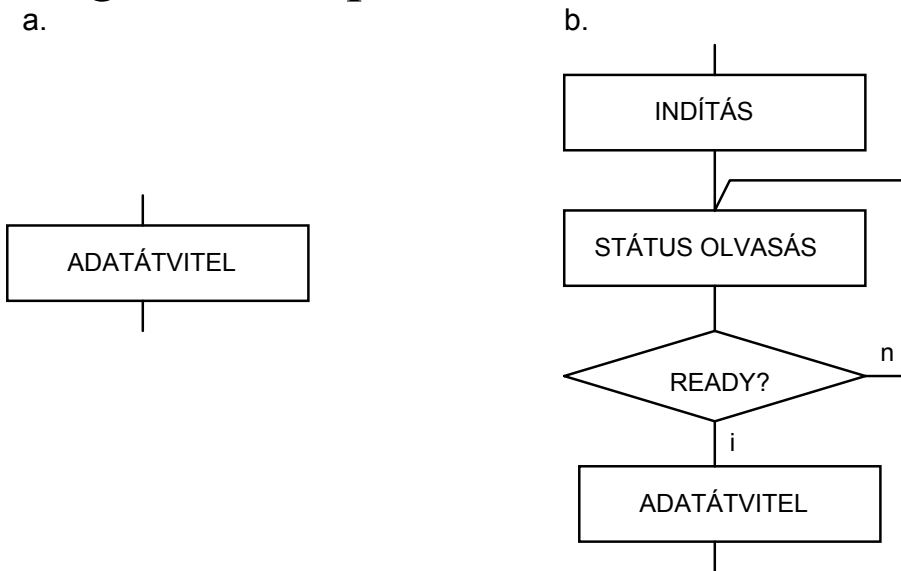 a.
ADATÁTVITEL
b.
INDÍTÁS
STÁTUS OLVASÁS
READY?
n
i
ADATÁTVITEL